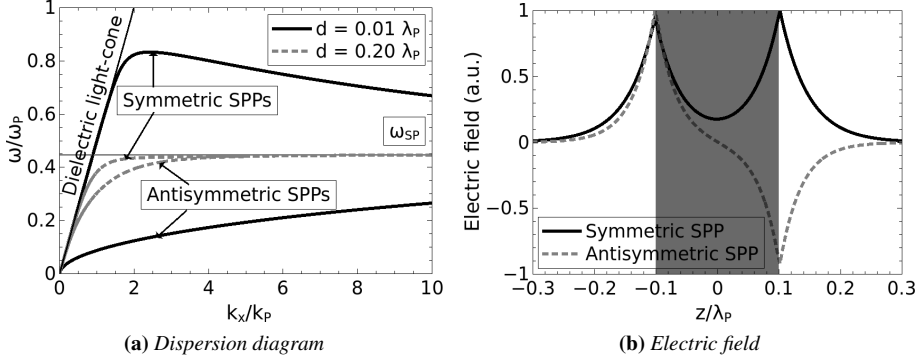 1
0.8
0.6
0.4
0.2
0
0 2 4 6 8 10
ω/ωP
kx/kP
Dielectric light-cone
d = 0.01 λP
d = 0.20 λP
Symmetric SPPs
ωSP
Antisymmetric SPPs
(a) Dispersion diagram
1
0.5
0
−0.5
−1
−0.3 −0.2 −0.1 0 0.1 0.2 0.3
Electric field (a.u.)
z/λP
Symmetric SPP
Antisymmetric SPP
(b) Electric field